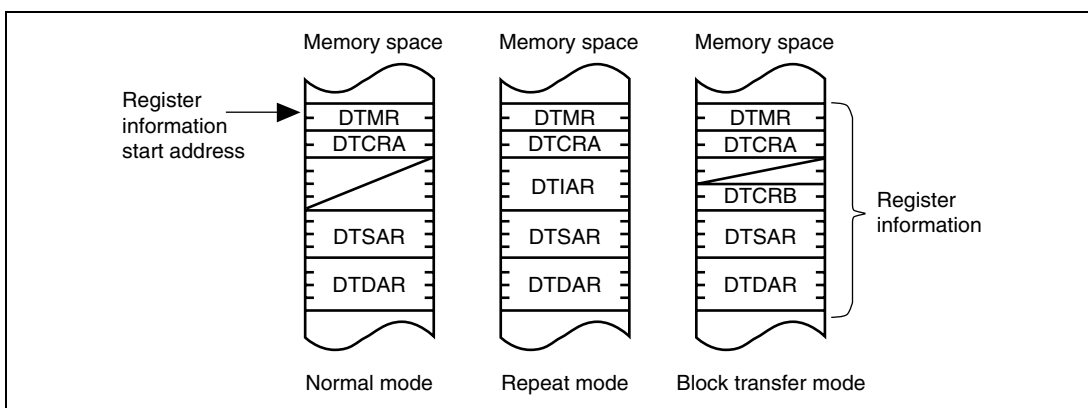 Memory space
Memory space
Memory space
Register
information
start address
DTMR
DTMR
DTMR
DTCRA
DTCRA
DTCRA
DTIAR
DTCRB
DTSAR
DTSAR
DTSAR
DTDAR
DTDAR
DTDAR
Register
information
Normal mode
Repeat mode
Block transfer mode